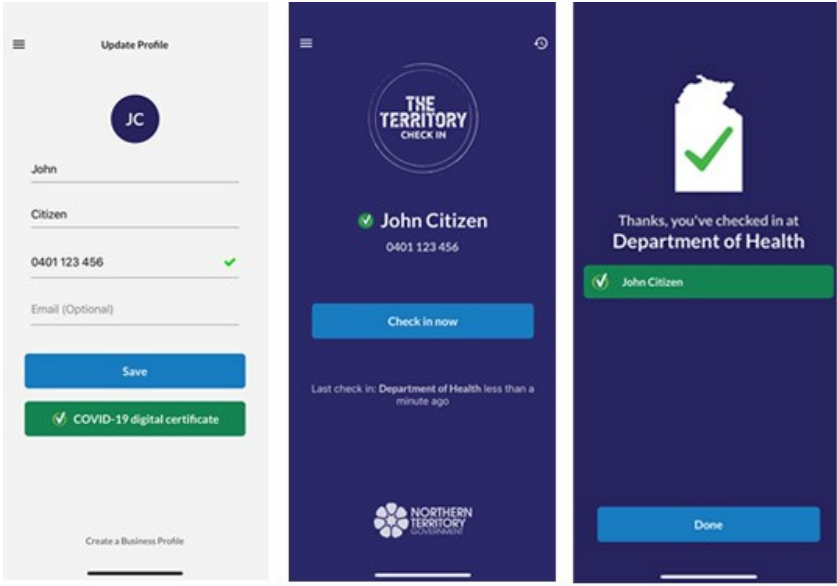 Update Profile
JC
John
Citizen
0401 123 456
Email (Optional)
Save
COVID-19 digital certificate
Create a Business Profile
THE
TERRITORY
CHECK IN
John Citizen
0401 123 456
Check in now
Last check in: Department of Health less than a
minute ago
NORTHERN
TERRITORY
GOVERNMENT
Thanks, you've checked in at
Department of Health
John Citizen
Done